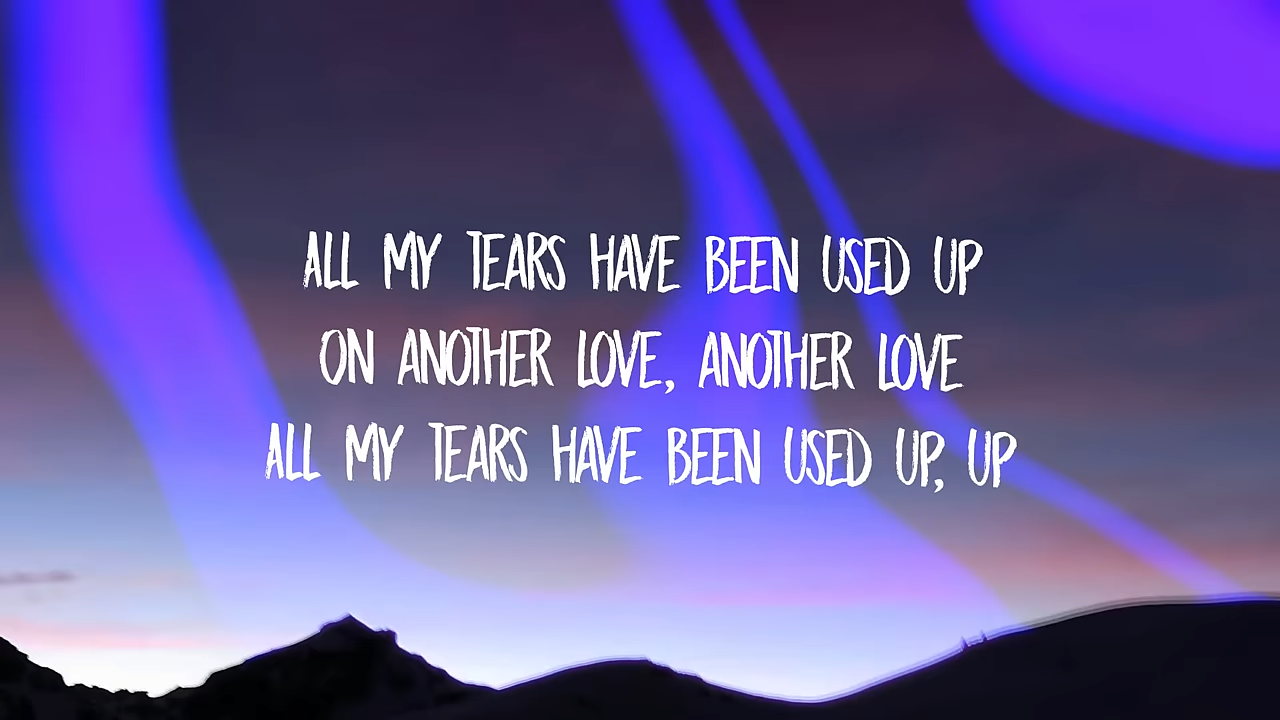 ALL MY TEARS HAVE BEEN USED UP
ON ANOTHER LOVE, ANOTHER LOVE
ALL MY TEARS HAVE BEEN USED UP, UP